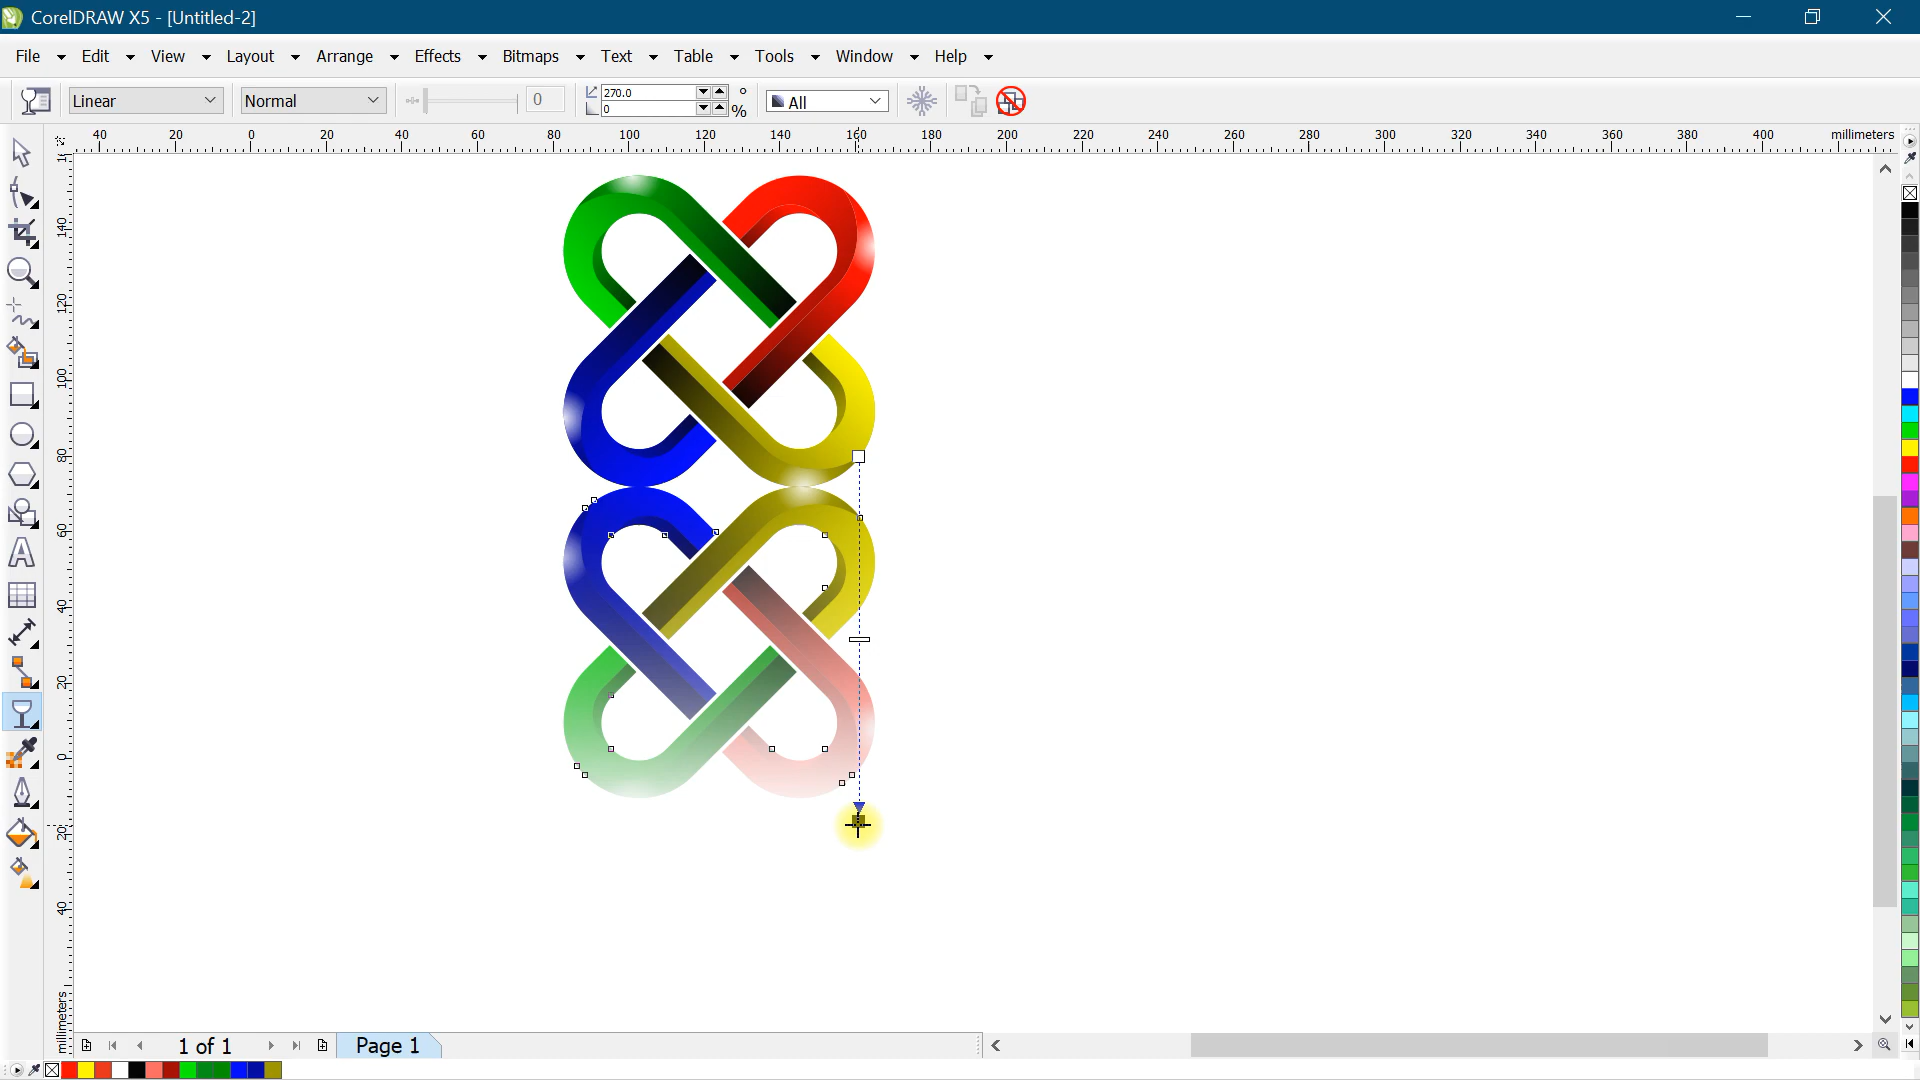 CorelDRAW X5 - [Untitled-2]
File Edit View Layout Arrange Effects Bitmaps Text Table Tools Window Help
Linear Normal 0 270.0 ° All
0 %
40 20 0 20 40 60 80 100 120 140 160 180 200 220 240 260 280 300 320 340 360 380 400 millimeters
140
120
100
80
60
40
20
0
20
40
millimeters
1 of 1 Page 1